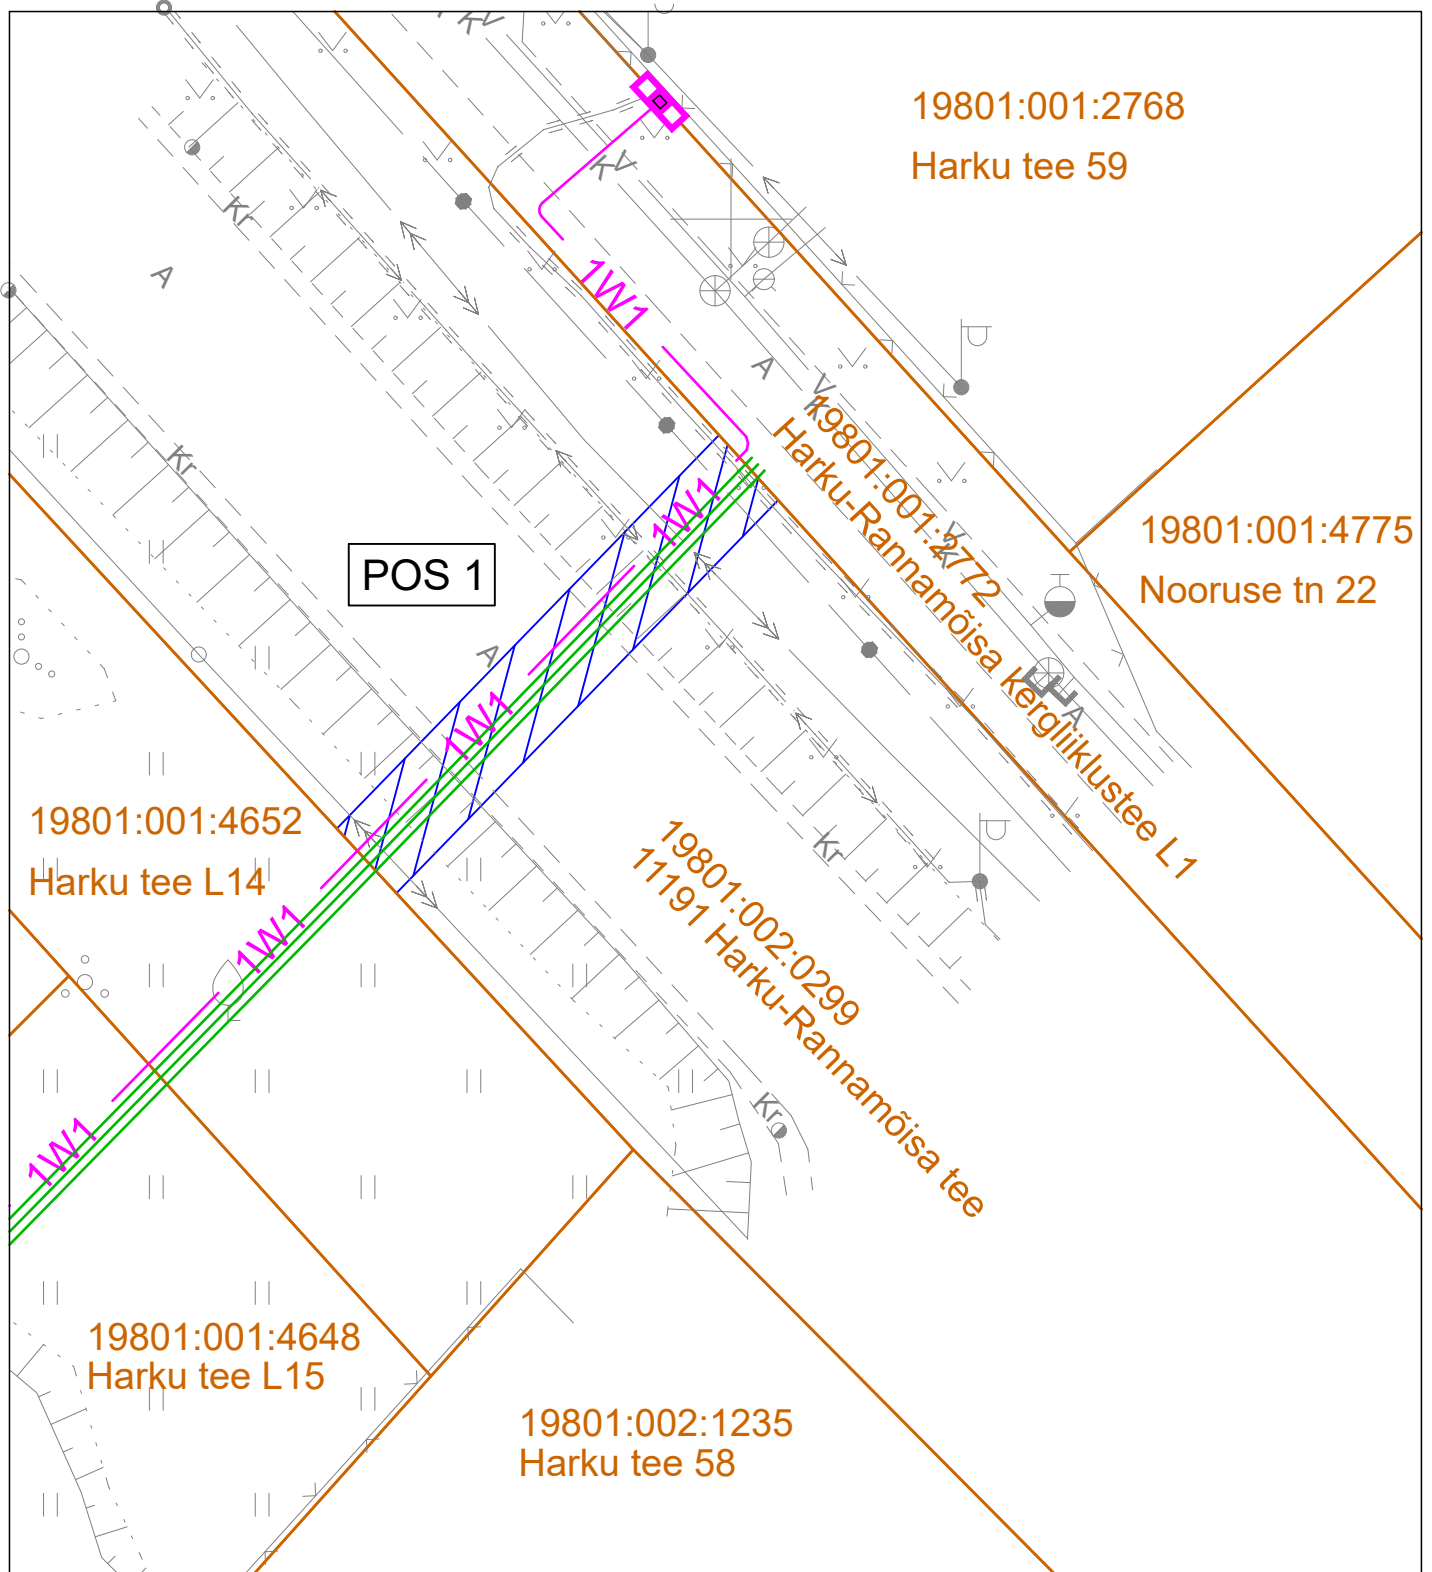 K
V
19801:001:2768
Harku tee 59
K
V
Kr
A
1W1
A
V
K
19801:001:2772
Harku-Rannamõisa kergliiklustee L1
Kr
1W1
V
K
19801:001:4775
Nooruse tn 22
POS 1
A
A
1W1
19801:001:4652
Harku tee L14
Kr
19801:002:0299
11191 Harku-Rannamõisa tee
1W1
Kr
1W1
19801:001:4648
Harku tee L15
19801:002:1235
Harku tee 58